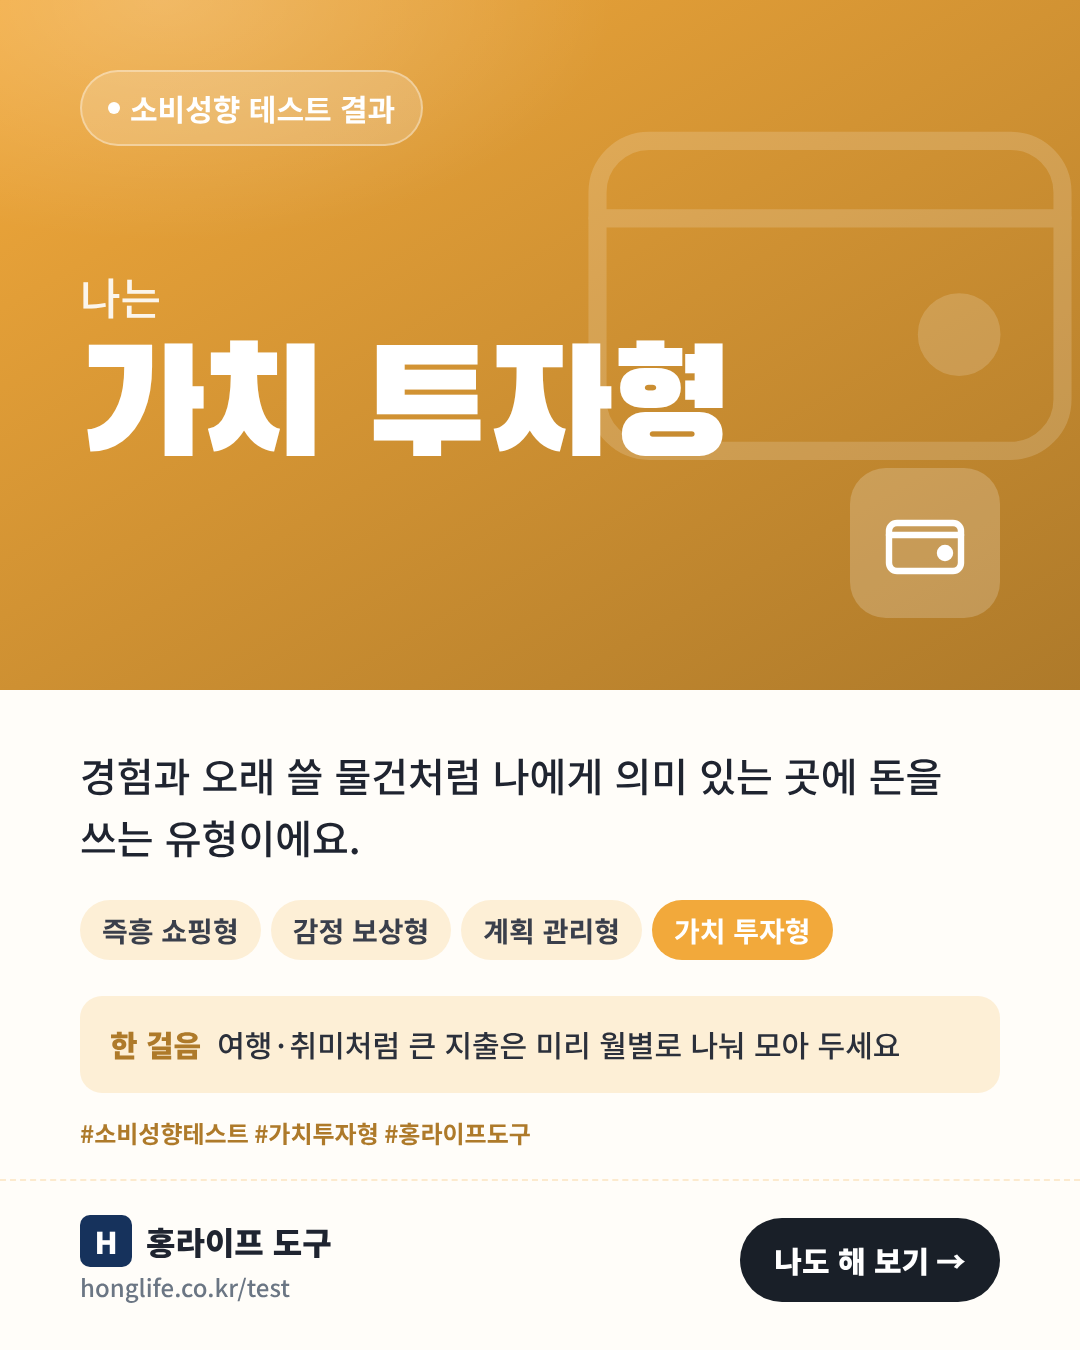 소비성향 테스트 결과
나는
가치 투자형
경험과 오래 쓸 물건처럼 나에게 의미 있는 곳에 돈을
쓰는 유형이에요.
즉흥 쇼핑형 감정 보상형 계획 관리형 가치 투자형
한 걸음 여행·취미처럼 큰 지출은 미리 월별로 나눠 모아 두세요
#소비성향테스트 #가치투자형 #홍라이프도구
H 홍라이프 도구
honglife.co.kr/test
나도 해 보기 →